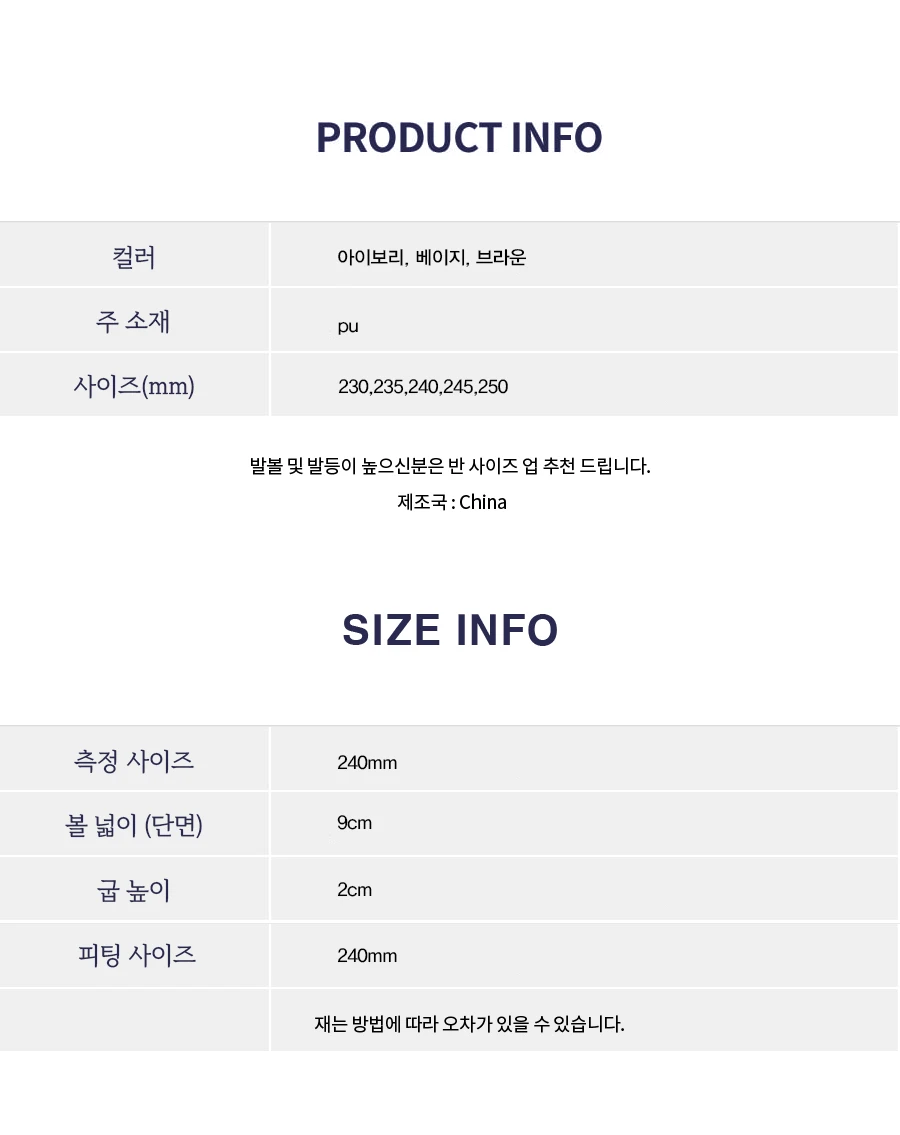 PRODUCT INFO
컬러 아이보리, 베이지, 브라운
주 소재 pu
사이즈(mm) 230,235,240,245,250
발볼 및 발등이 높으신분은 반 사이즈 업 추천 드립니다.
제조국 : China
SIZE INFO
측정 사이즈 240mm
볼 넓이 (단면) 9cm
굽 높이 2cm
피팅 사이즈 240mm
재는 방법에 따라 오차가 있을 수 있습니다.